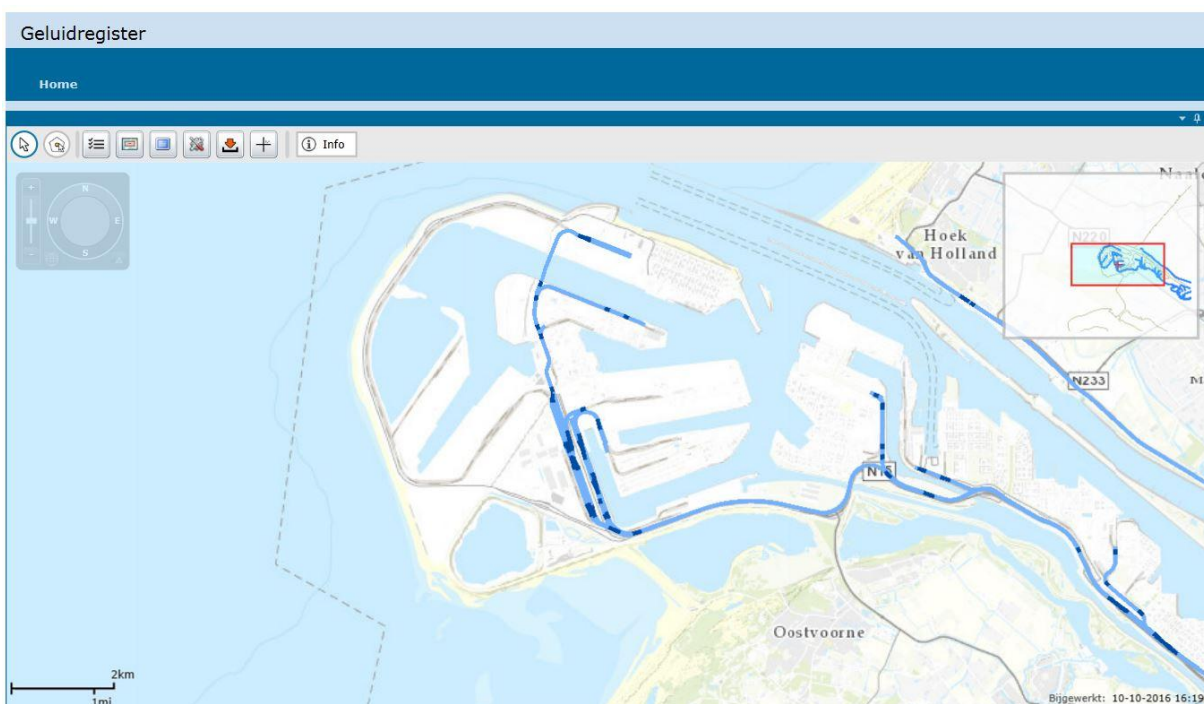 Geluidregister
Home
Info
N
W
E
S
Hoek
van Holland
N220
N233
N15
Oostvoorne
2km
1mi
Bijgewerkt: 10-10-2016 16:19